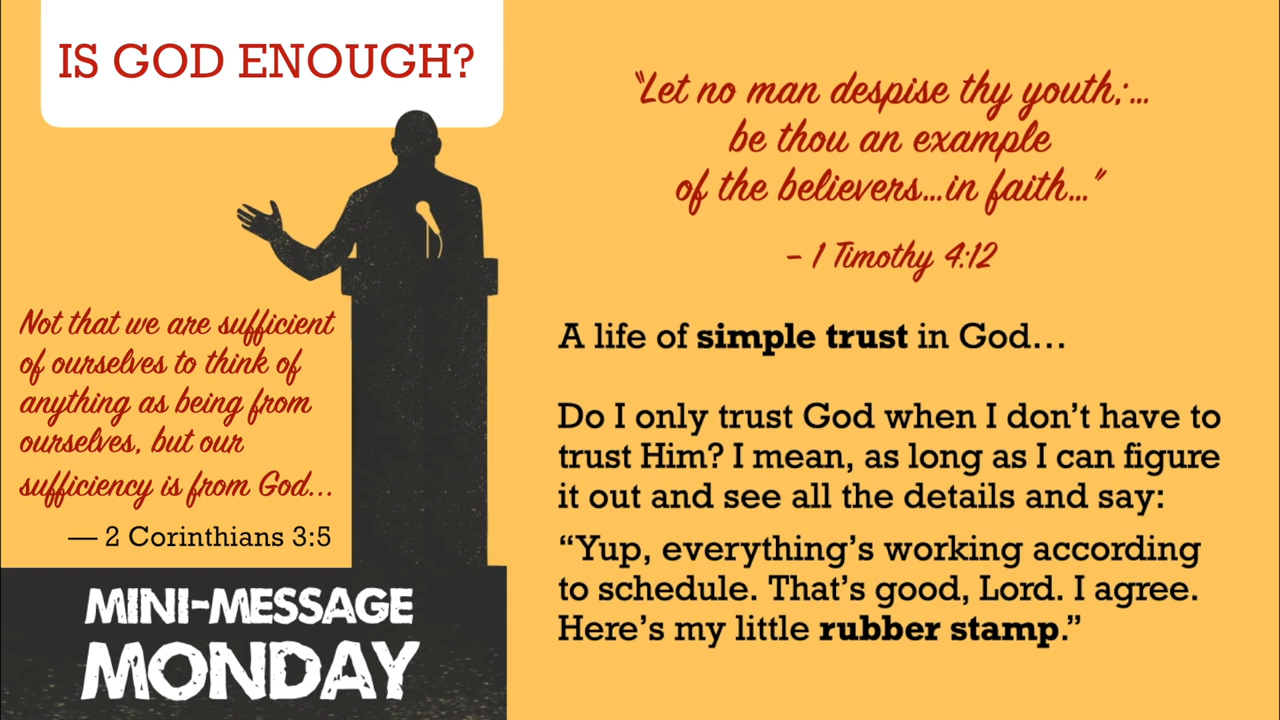 IS GOD ENOUGH?
Not that we are sufficient
of ourselves to think of
anything as being from
ourselves, but our
sufficiency is from God...
— 2 Corinthians 3:5
MINI-MESSAGE
MONDAY
“Let no man despise thy youth;...
be thou an example
of the believers...in faith...”
– 1 Timothy 4:12
A life of simple trust in God...
Do I only trust God when I don’t have to
trust Him? I mean, as long as I can figure
it out and see all the details and say:
“Yup, everything’s working according
to schedule. That’s good, Lord. I agree.
Here’s my little rubber stamp.”